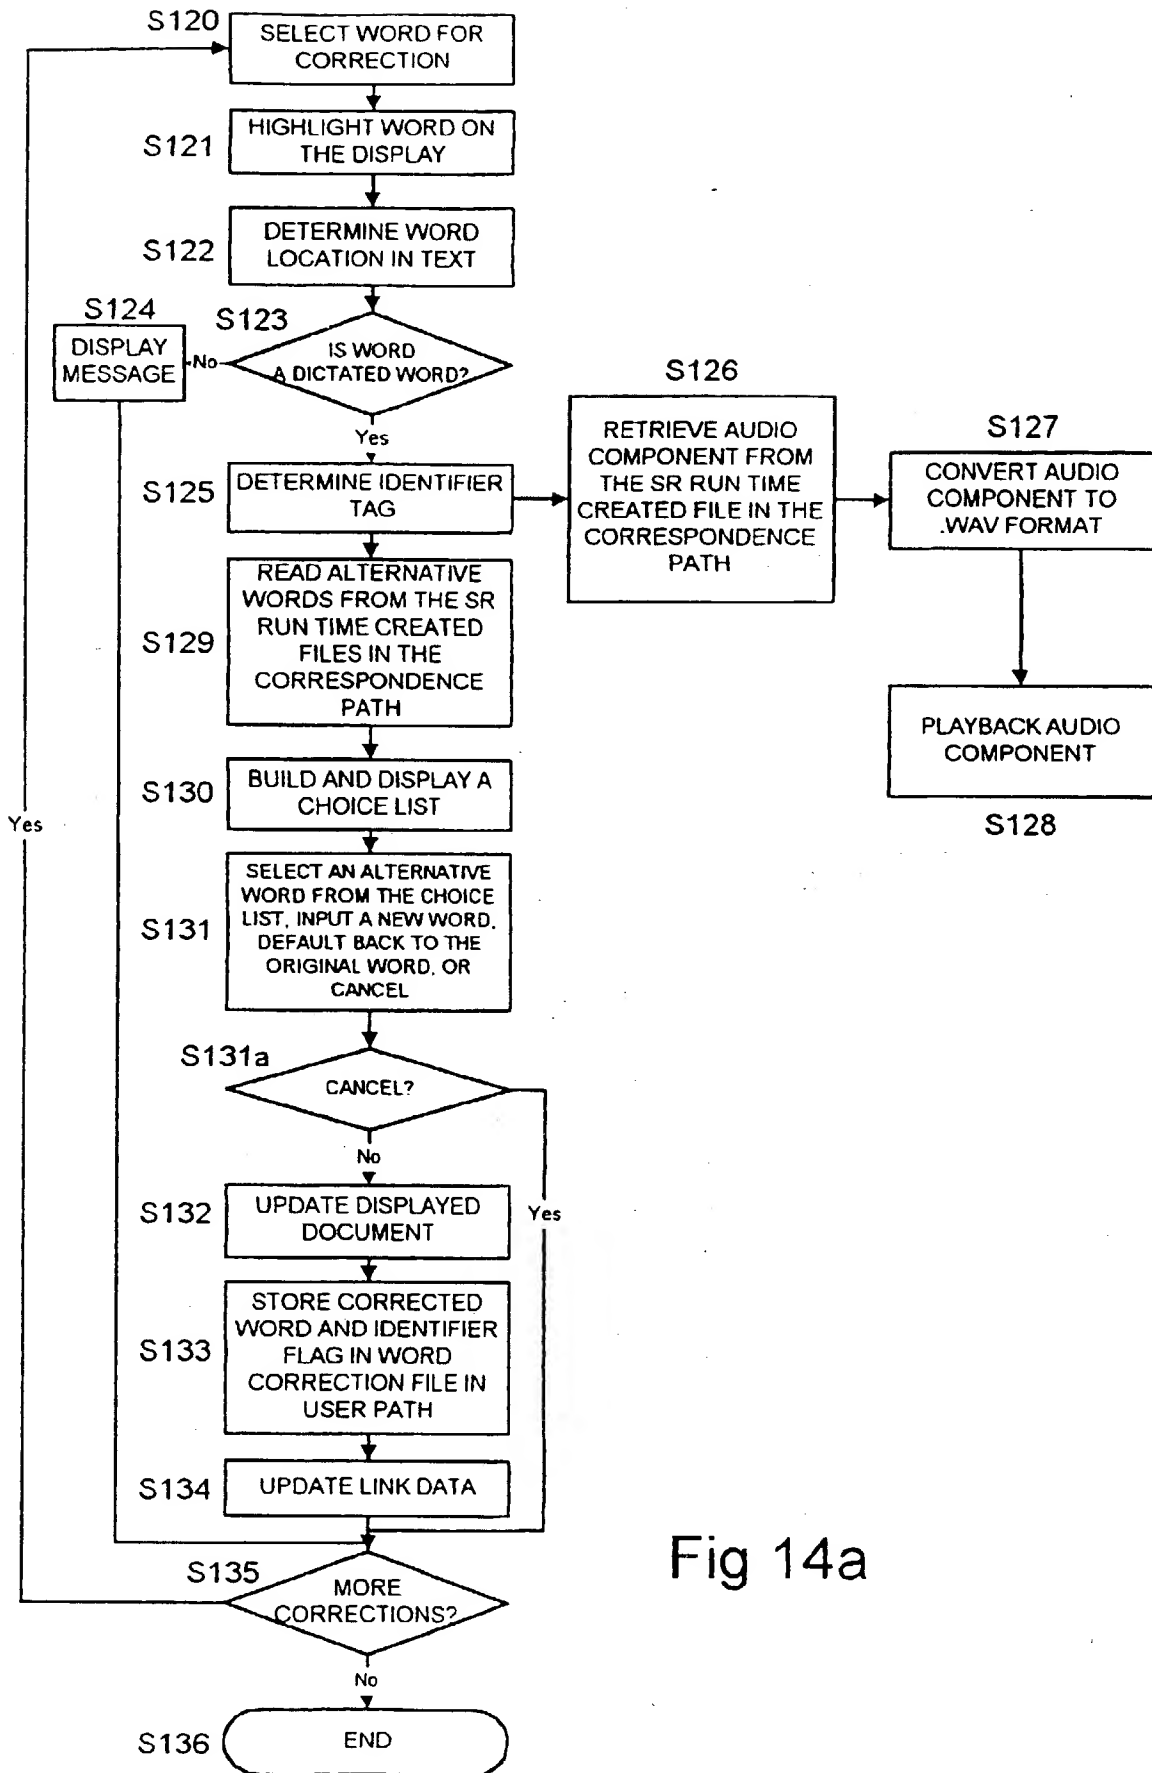 S120
SELECT WORD FOR
CORRECTION
S121
HIGHLIGHT WORD ON
THE DISPLAY
S122
DETERMINE WORD
LOCATION IN TEXT
S124
DISPLAY
MESSAGE
No
S123
IS WORD
A DICTATED WORD?
Yes
S125
DETERMINE IDENTIFIER
TAG
S126
RETRIEVE AUDIO
COMPONENT FROM
THE SR RUN TIME
CREATED FILE IN THE
CORRESPONDENCE
PATH
S127
CONVERT AUDIO
COMPONENT TO
.WAV FORMAT
PLAYBACK AUDIO
COMPONENT
S128
S129
READ ALTERNATIVE
WORDS FROM THE SR
RUN TIME CREATED
FILES IN THE
CORRESPONDENCE
PATH
S130
BUILD AND DISPLAY A
CHOICE LIST
Yes
S131
SELECT AN ALTERNATIVE
WORD FROM THE CHOICE
LIST, INPUT A NEW WORD,
DEFAULT BACK TO THE
ORIGINAL WORD, OR
CANCEL
S131a
CANCEL?
No
Yes
S132
UPDATE DISPLAYED
DOCUMENT
S133
STORE CORRECTED
WORD AND IDENTIFIER
FLAG IN WORD
CORRECTION FILE IN
USER PATH
S134
UPDATE LINK DATA
S135
MORE
CORRECTIONS?
No
S136
END
Fig 14a